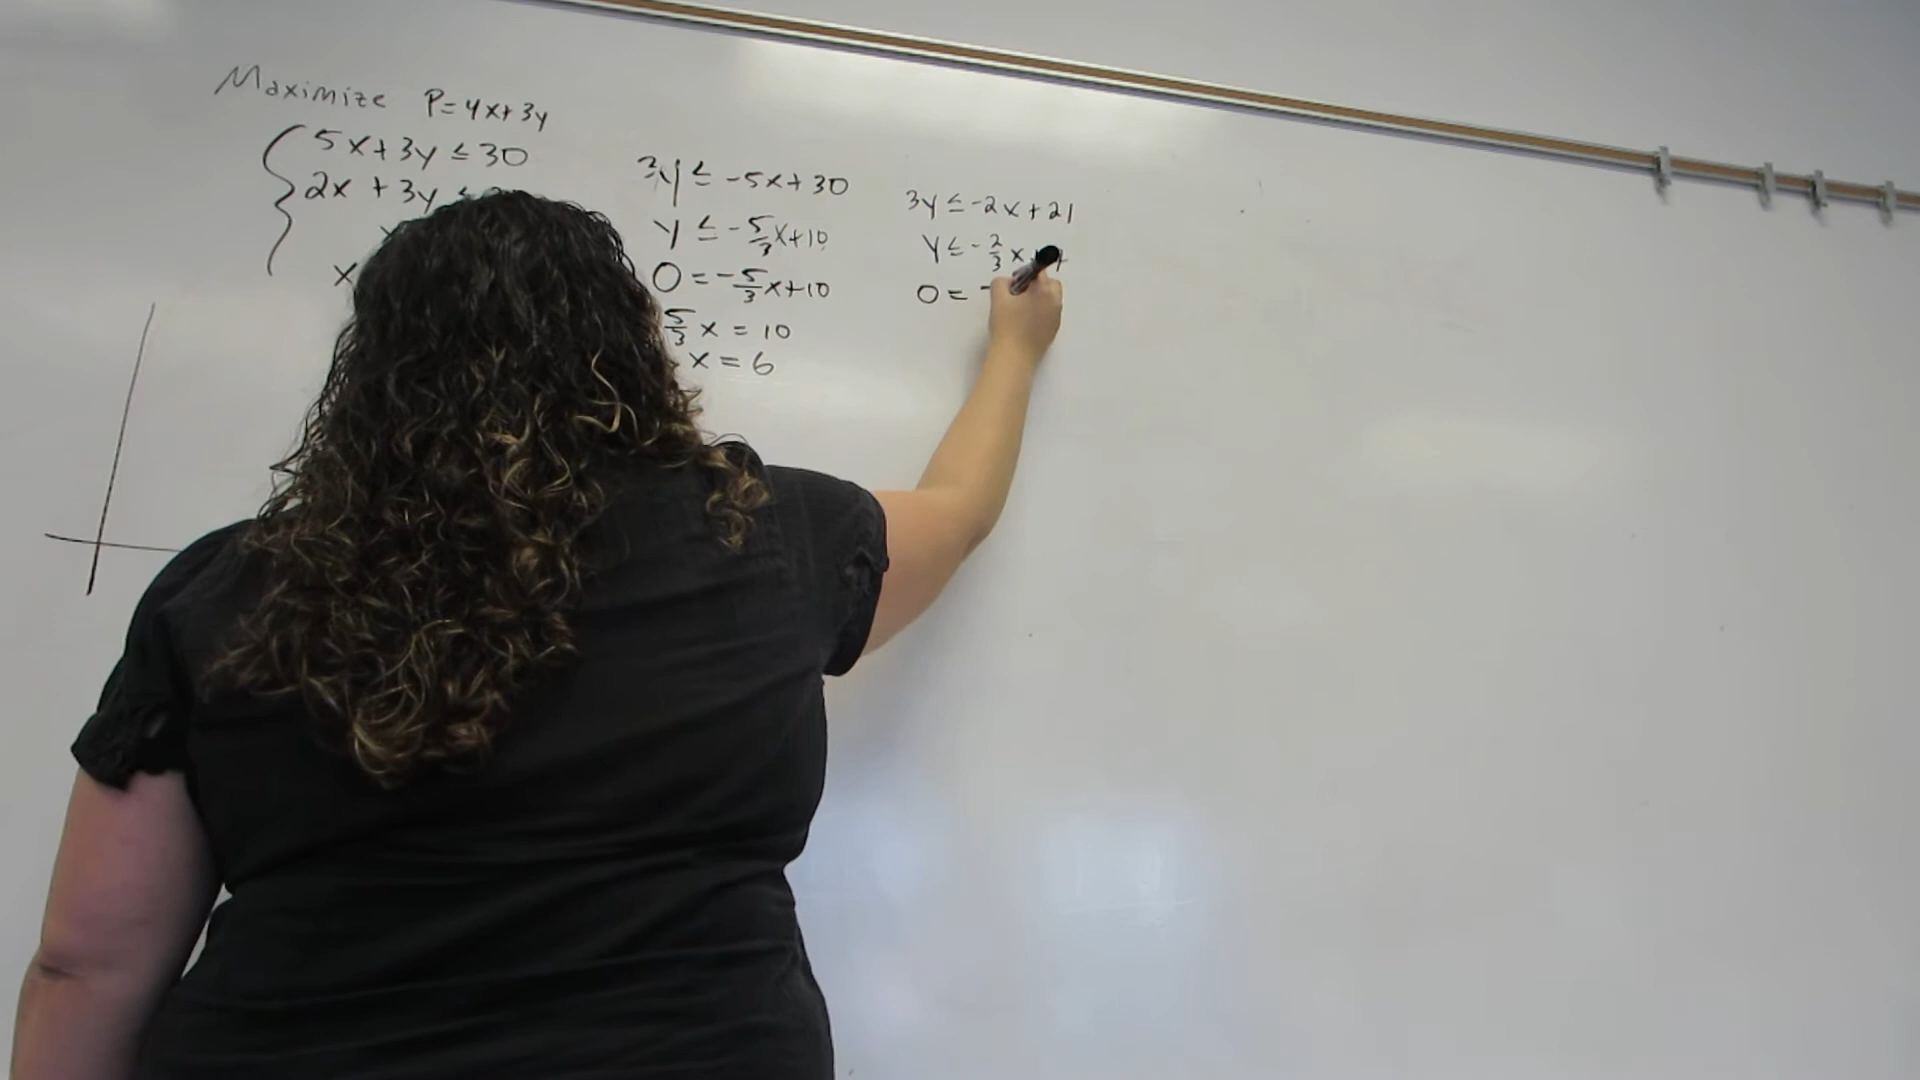 Maximize P=4x+3y
5x+3y ≤ 30
2x + 3y ≤
x
3y ≤ -5x+30
y ≤ -5/3x+10
0 = -5/3x+10
5/3 x = 10
x = 6
3y ≤ -2x+21
y ≤ -2/3 x
0 = -